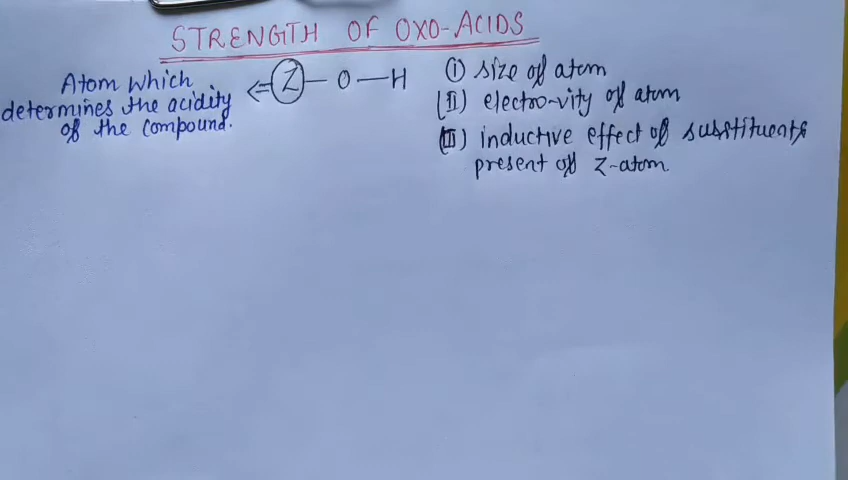 STRENGTH OF OXO-ACIDS
Atom which
determines the acidity
of the compound.
⇐ Z — O — H
(i) size of atom
(II) electro-vity of atom
(III) inductive effect of substituents
present of Z-atom